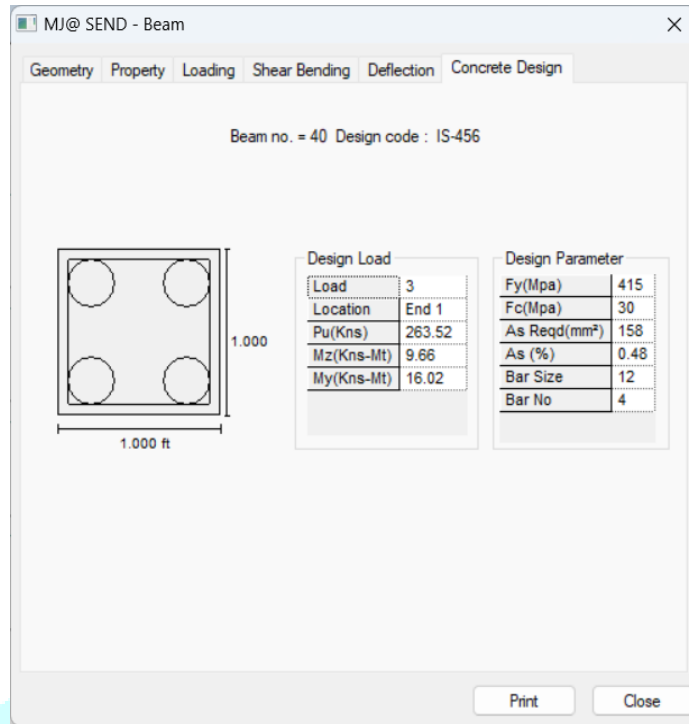 MJ@ SEND - Beam
Geometry Property Loading Shear Bending Deflection Concrete Design
Beam no. = 40 Design code : IS-456
1.000
1.000 ft
Design Load
Load 3
Location End 1
Pu(Kns) 263.52
Mz(Kns-Mt) 9.66
My(Kns-Mt) 16.02
Design Parameter
Fy(Mpa) 415
Fc(Mpa) 30
As Reqd(mm²) 158
As (%) 0.48
Bar Size 12
Bar No 4
Print Close